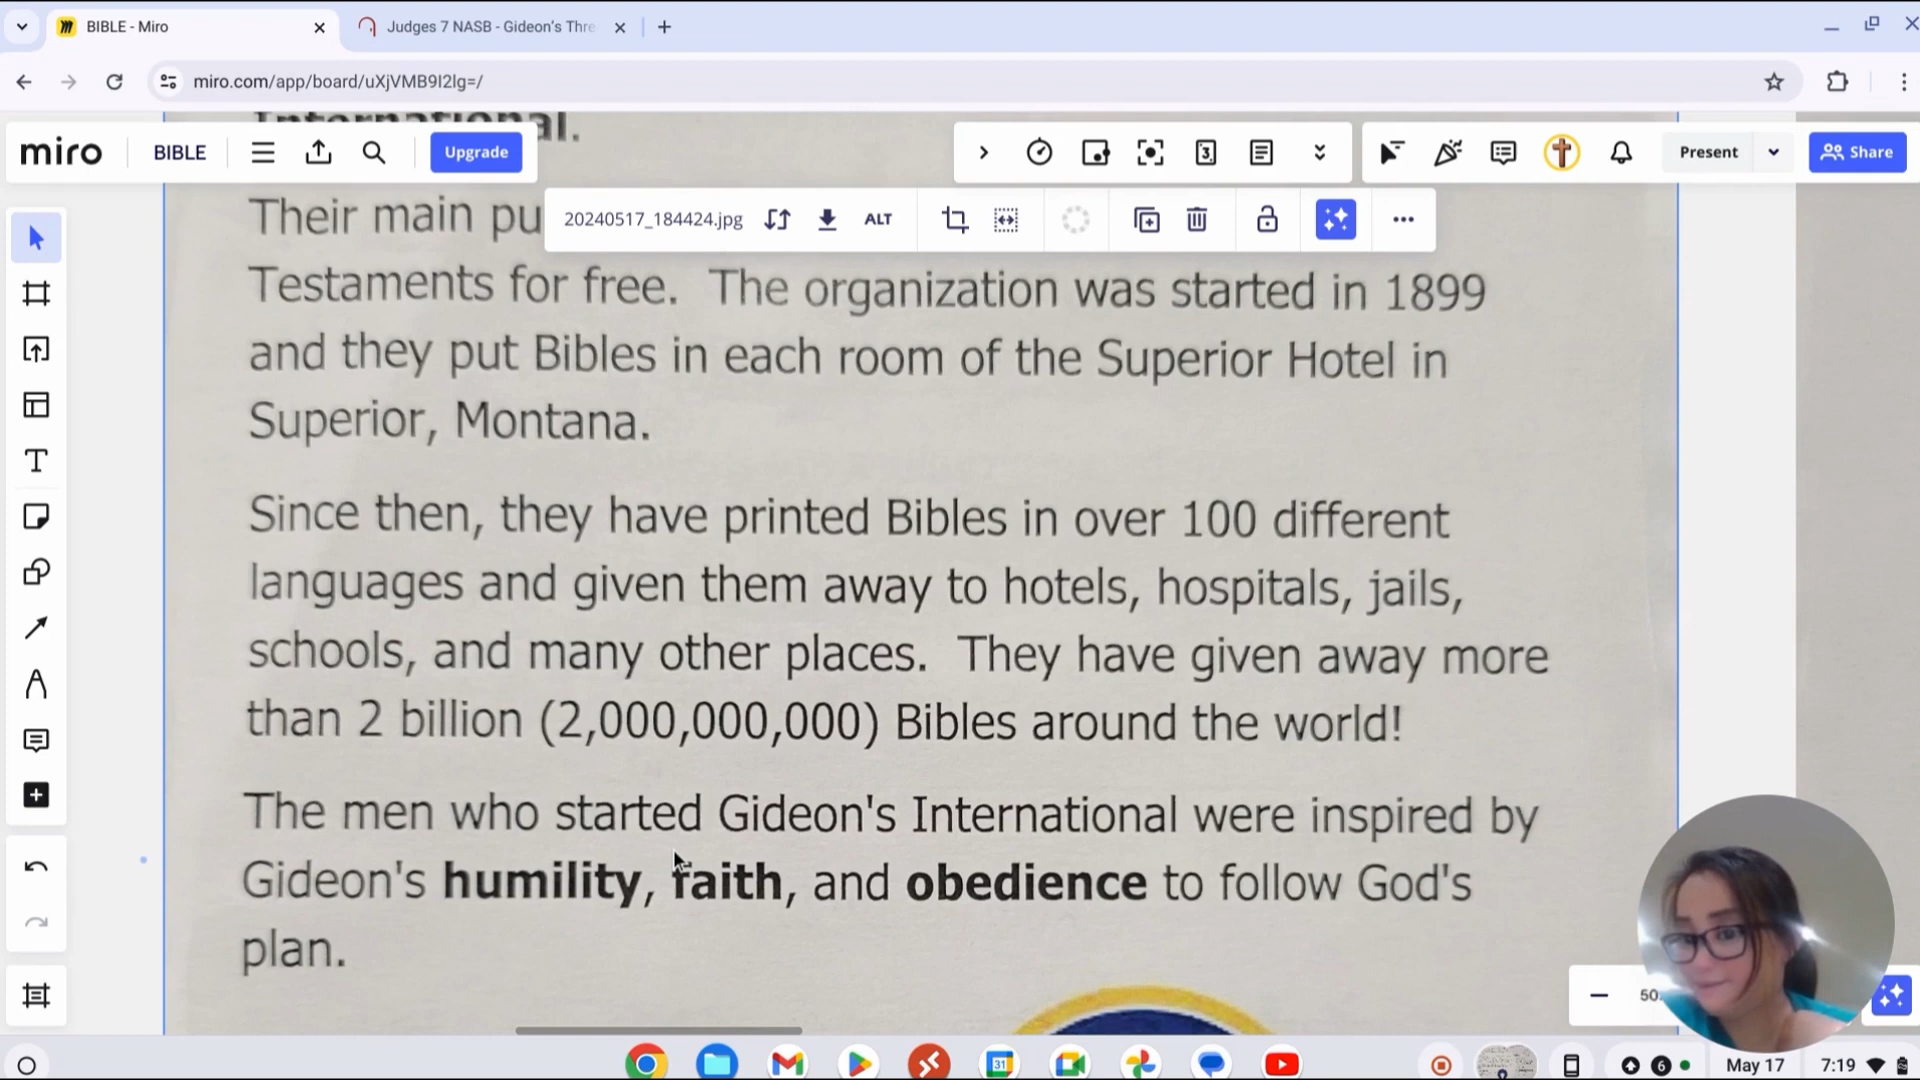 BIBLE - Miro
Judges 7 NASB - Gideon's Thre
miro.com/app/board/uXjVMB9I2lg=/
miro
BIBLE
Upgrade
3
Present
Share
20240517_184424.jpg
ALT
Their main
Testaments for free. The organization was started in 1899
and they put Bibles in each room of the Superior Hotel in
Superior, Montana.
Since then, they have printed Bibles in over 100 different
languages and given them away to hotels, hospitals, jails,
schools, and many other places. They have given away more
than 2 billion (2,000,000,000) Bibles around the world!
The men who started Gideon's International were inspired by
Gideon's humility, faith, and obedience to follow God's
plan.
50
31
6
May 17
7:19